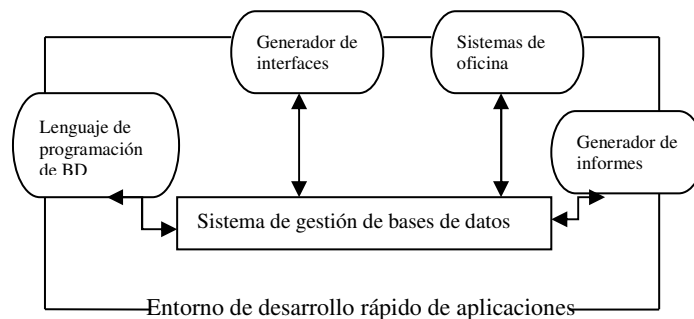 Generador de
interfaces
Sistemas de
oficina
Lenguaje de
programación
de BD
Generador de
informes
Sistema de gestión de bases de datos
Entorno de desarrollo rápido de aplicaciones